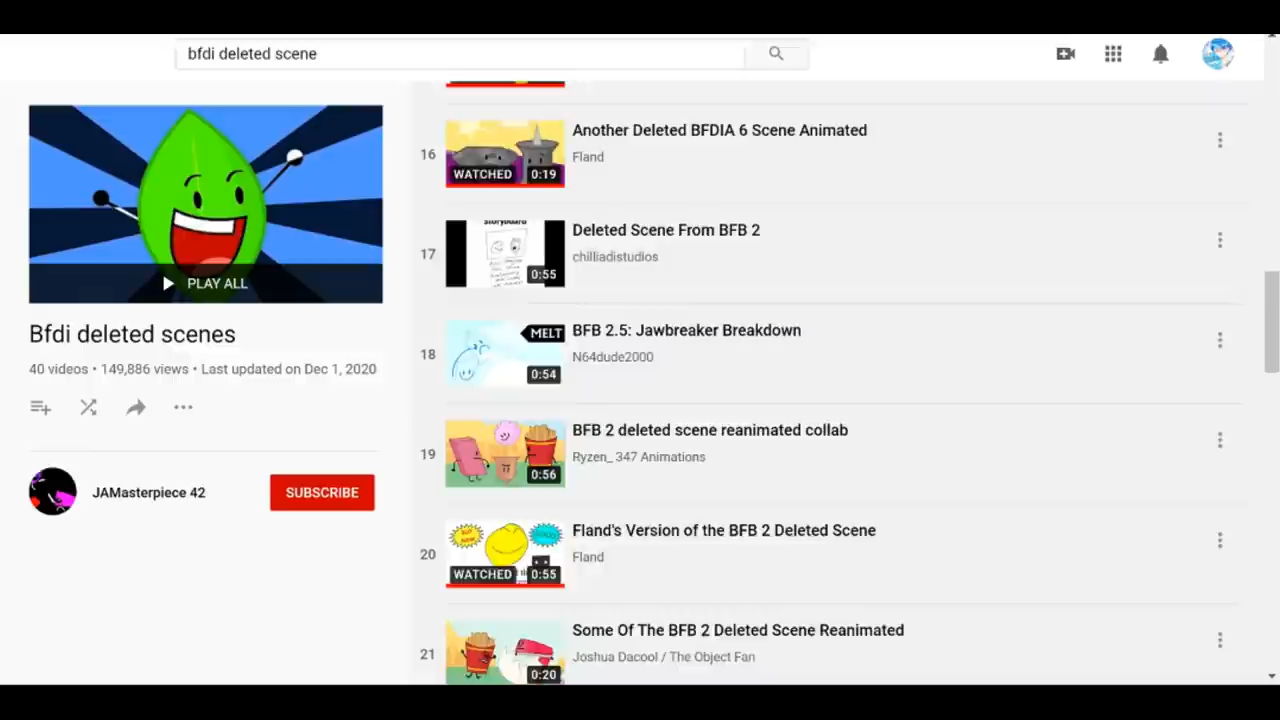 bfdi deleted scene
PLAY ALL
Bfdi deleted scenes
40 videos • 149,886 views • Last updated on Dec 1, 2020
JAMasterpiece 42
SUBSCRIBE
16
WATCHED
0:19
Another Deleted BFDIA 6 Scene Animated
Fland
17
Storyboard
0:55
Deleted Scene From BFB 2
chilliadistudios
18
MELT
0:54
BFB 2.5: Jawbreaker Breakdown
N64dude2000
19
0:56
BFB 2 deleted scene reanimated collab
Ryzen_ 347 Animations
20
WATCHED
0:55
Fland's Version of the BFB 2 Deleted Scene
Fland
21
0:20
Some Of The BFB 2 Deleted Scene Reanimated
Joshua Dacool / The Object Fan